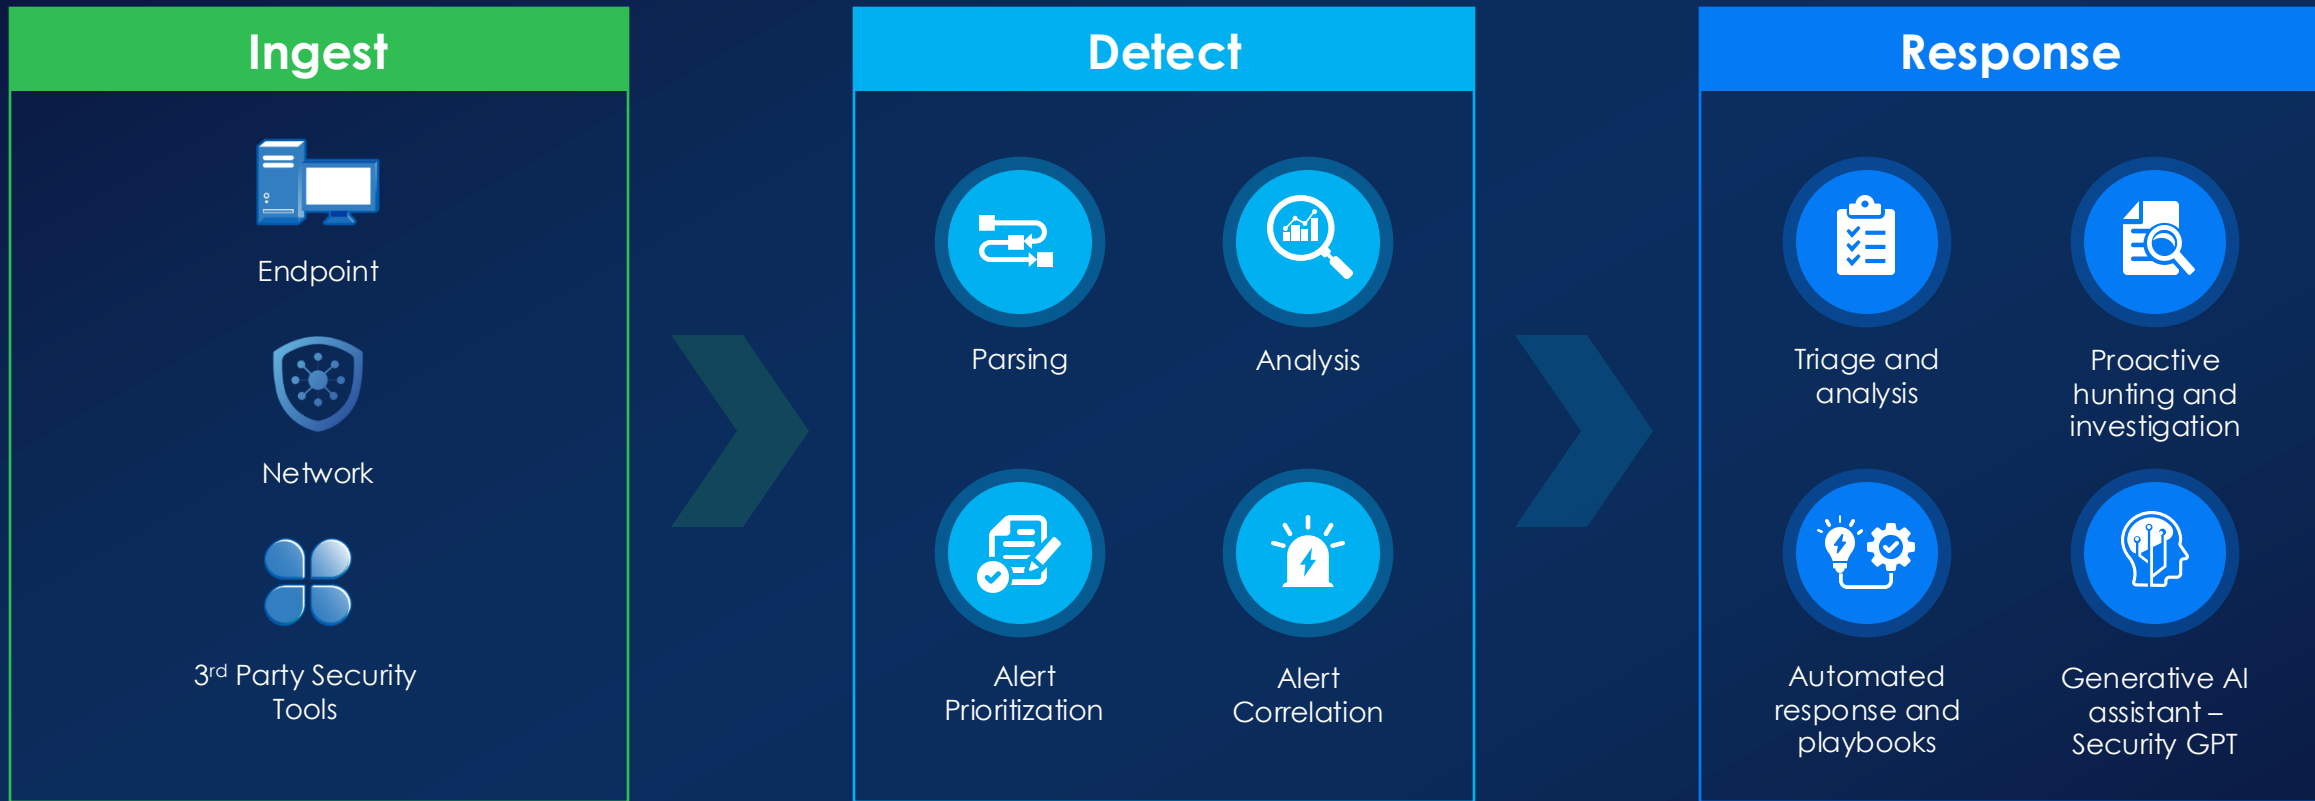 Ingest
Endpoint
Network
3rd Party Security
Tools
Detect
Parsing
Analysis
Alert
Prioritization
Alert
Correlation
Response
Triage and
analysis
Proactive
hunting and
investigation
Automated
response and
playbooks
Generative AI
assistant –
Security GPT